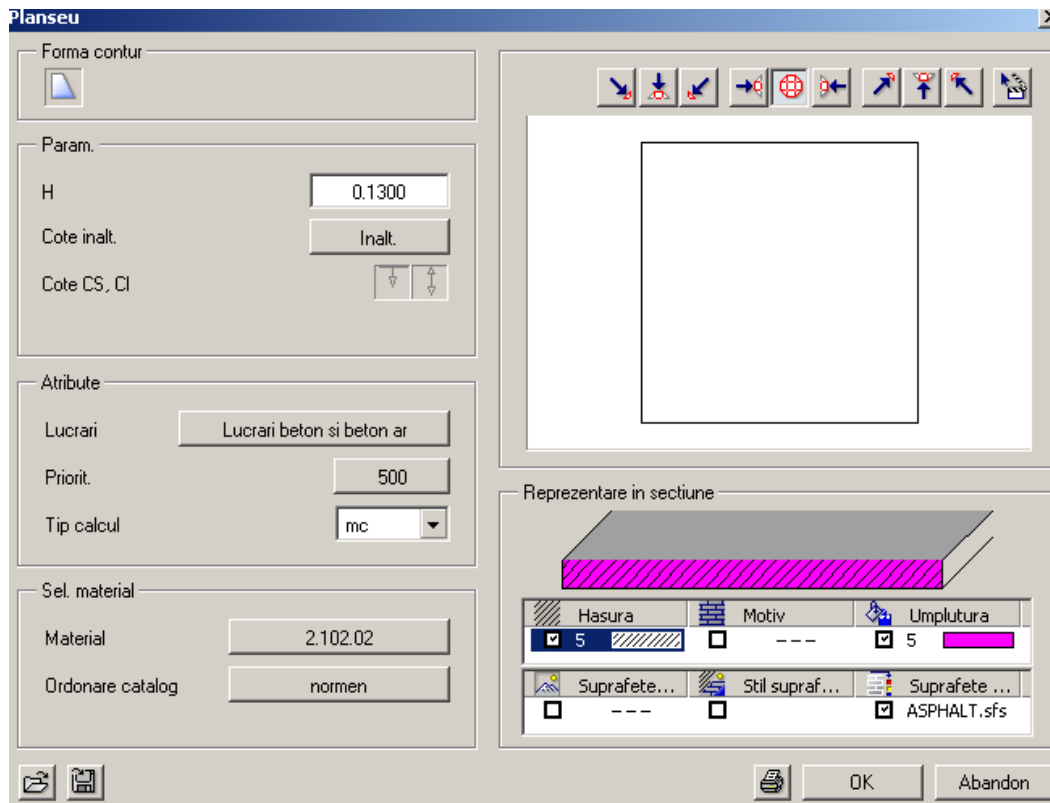 Planseu
Forma contur
Param.
H 0.1300
Cote inalt. Inalt.
Cote CS, CI
Atribute
Lucrari Lucrari beton si beton ar
Priorit. 500
Tip calcul mc
Sel. material
Material 2.102.02
Ordonare catalog normen
Reprezentare in sectiune
Hasura Motiv Umplutura
5 --- 5
Suprafete... Stil supraf... Suprafete ...
--- ASPHALT.sfs
OK Abandon